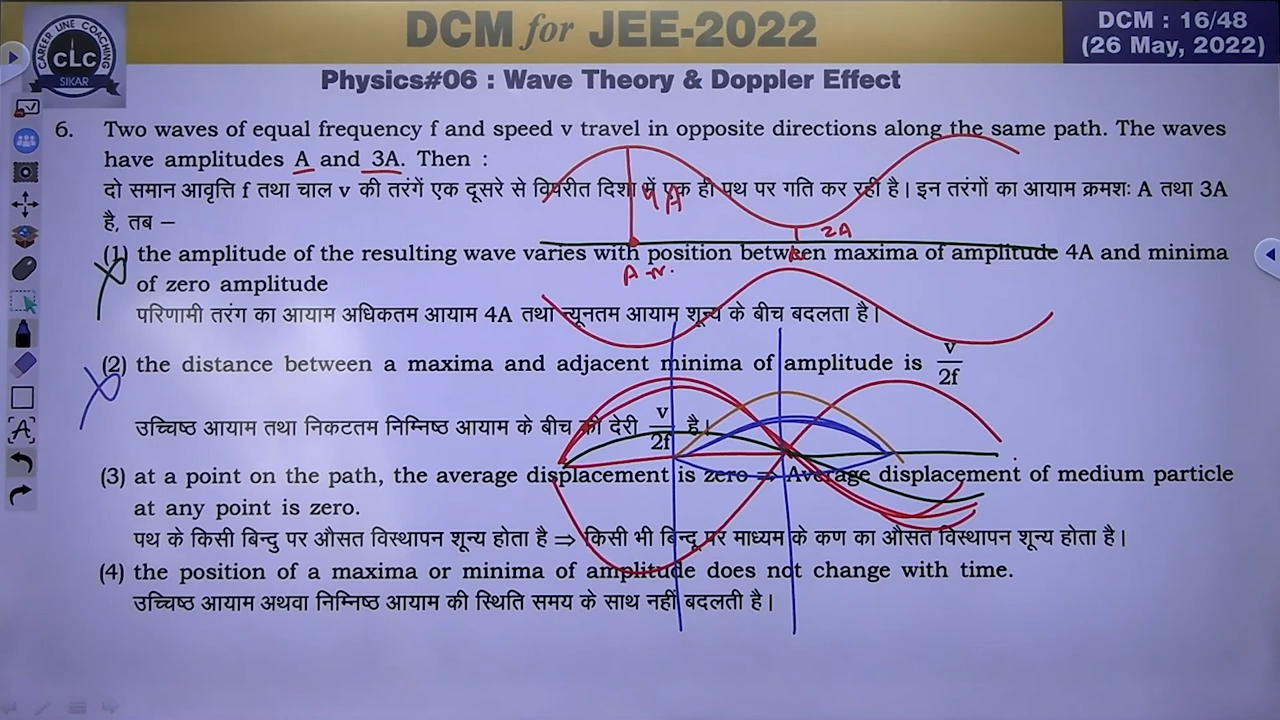 DCM for JEE-2022
DCM : 16/48
(26 May, 2022)
CAREER LINE COACHING
CLC
SIKAR
Physics#06 : Wave Theory & Doppler Effect
6. Two waves of equal frequency f and speed v travel in opposite directions along the same path. The waves
have amplitudes A and 3A. Then :
दो समान आवृत्ति f तथा चाल v की तरंगें एक दूसरे से विपरीत दिशा में एक ही पथ पर गति कर रही है। इन तरंगों का आयाम क्रमशः A तथा 3A
है, तब –
4A
2A
(1) the amplitude of the resulting wave varies with position between maxima of amplitude 4A and minima
of zero amplitude
A.N.
परिणामी तरंग का आयाम अधिकतम आयाम 4A तथा न्यूनतम आयाम शून्य के बीच बदलता है।
(2) the distance between a maxima and adjacent minima of amplitude is v/2f
उच्चिष्ठ आयाम तथा निकटतम निम्निष्ठ आयाम के बीच की देरी v/2f है।
(3) at a point on the path, the average displacement is zero ⇒ Average displacement of medium particle
at any point is zero.
पथ के किसी बिन्दु पर औसत विस्थापन शून्य होता है ⇒ किसी भी बिन्दू पर माध्यम के कण का औसत विस्थापन शून्य होता है।
(4) the position of a maxima or minima of amplitude does not change with time.
उच्चिष्ठ आयाम अथवा निम्निष्ठ आयाम की स्थिति समय के साथ नहीं बदलती है।